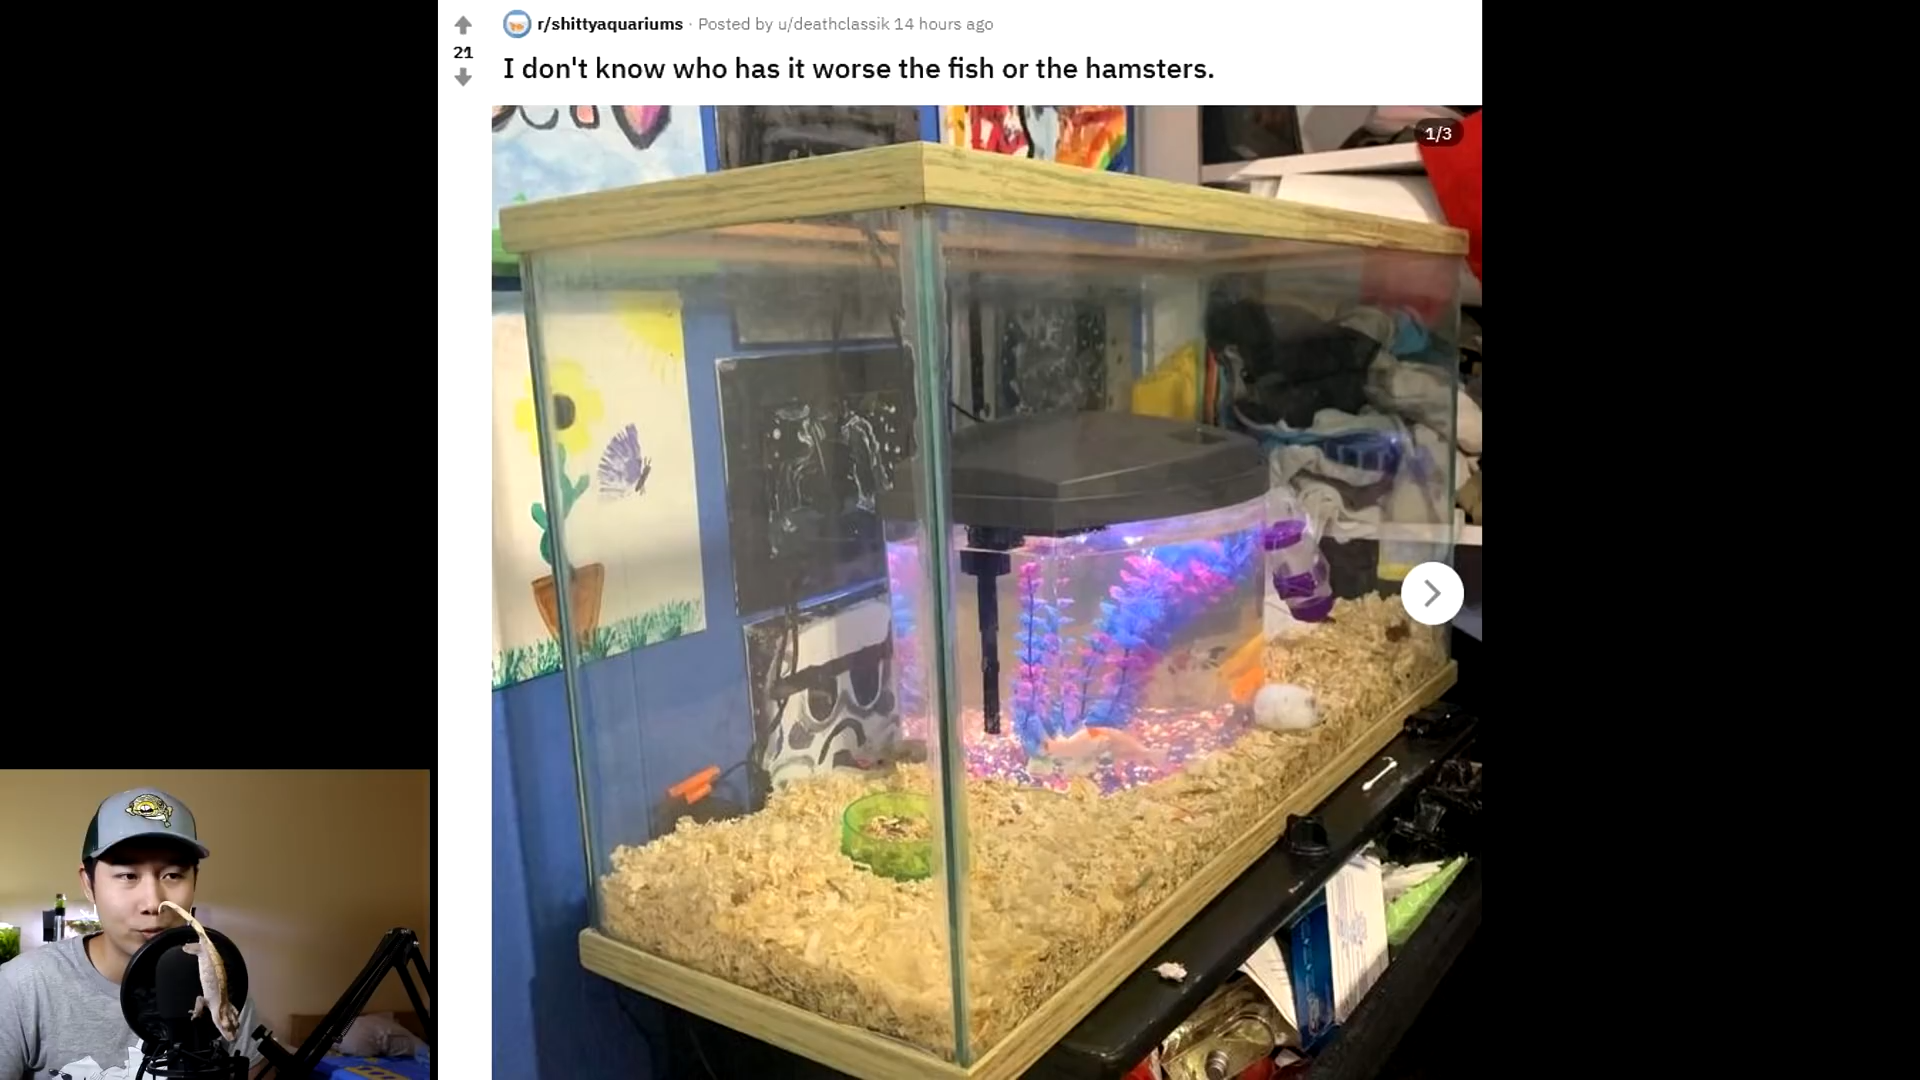 r/shittyaquariums · Posted by u/deathclassik 14 hours ago
21
I don't know who has it worse the fish or the hamsters.
1/3